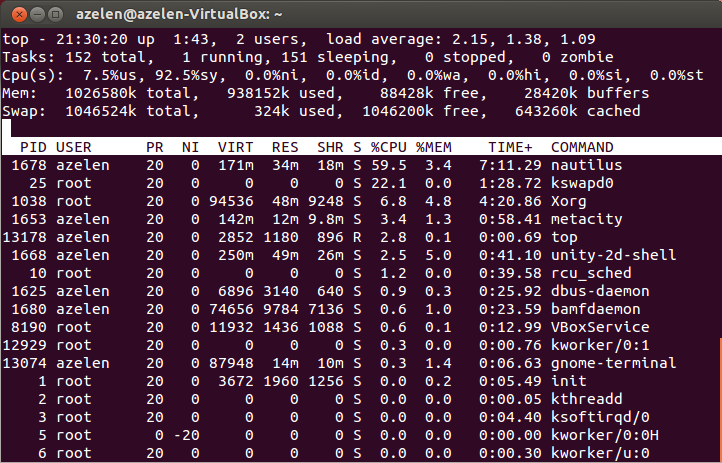 azelen@azelen-VirtualBox: ~
top - 21:30:20 up  1:43,  2 users,  load average: 2.15, 1.38, 1.09
Tasks: 152 total,   1 running, 151 sleeping,   0 stopped,   0 zombie
Cpu(s):  7.5%us, 92.5%sy,  0.0%ni,  0.0%id,  0.0%wa,  0.0%hi,  0.0%si,  0.0%st
Mem:   1026580k total,   938152k used,    88428k free,    28420k buffers
Swap:  1046524k total,      324k used,  1046200k free,   643260k cached
  PID USER      PR  NI  VIRT  RES  SHR S %CPU %MEM    TIME+  COMMAND
 1678 azelen    20   0  171m  34m  18m S 59.5  3.4   7:11.29 nautilus
   25 root      20   0     0    0    0 S 22.1  0.0   1:28.72 kswapd0
 1038 root      20   0 94536  48m 9248 S  6.8  4.8   4:20.86 Xorg
 1653 azelen    20   0  142m  12m 9.8m S  3.4  1.3   0:58.41 metacity
13178 azelen    20   0  2852 1180  896 R  2.8  0.1   0:00.69 top
 1668 azelen    20   0  250m  49m  26m S  2.5  5.0   0:41.10 unity-2d-shell
   10 root      20   0     0    0    0 S  1.2  0.0   0:39.58 rcu_sched
 1625 azelen    20   0  6896 3140  640 S  0.9  0.3   0:25.92 dbus-daemon
 1680 azelen    20   0 74656 9784 7136 S  0.6  1.0   0:23.59 bamfdaemon
 8190 root      20   0 11932 1436 1088 S  0.6  0.1   0:12.99 VBoxService
12929 root      20   0     0    0    0 S  0.3  0.0   0:00.76 kworker/0:1
13074 azelen    20   0 87948  14m  10m S  0.3  1.4   0:06.63 gnome-terminal
    1 root      20   0  3672 1960 1256 S  0.0  0.2   0:05.49 init
    2 root      20   0     0    0    0 S  0.0  0.0   0:00.05 kthreadd
    3 root      20   0     0    0    0 S  0.0  0.0   0:04.40 ksoftirqd/0
    5 root       0 -20     0    0    0 S  0.0  0.0   0:00.00 kworker/0:0H
    6 root      20   0     0    0    0 S  0.0  0.0   0:00.30 kworker/u:0